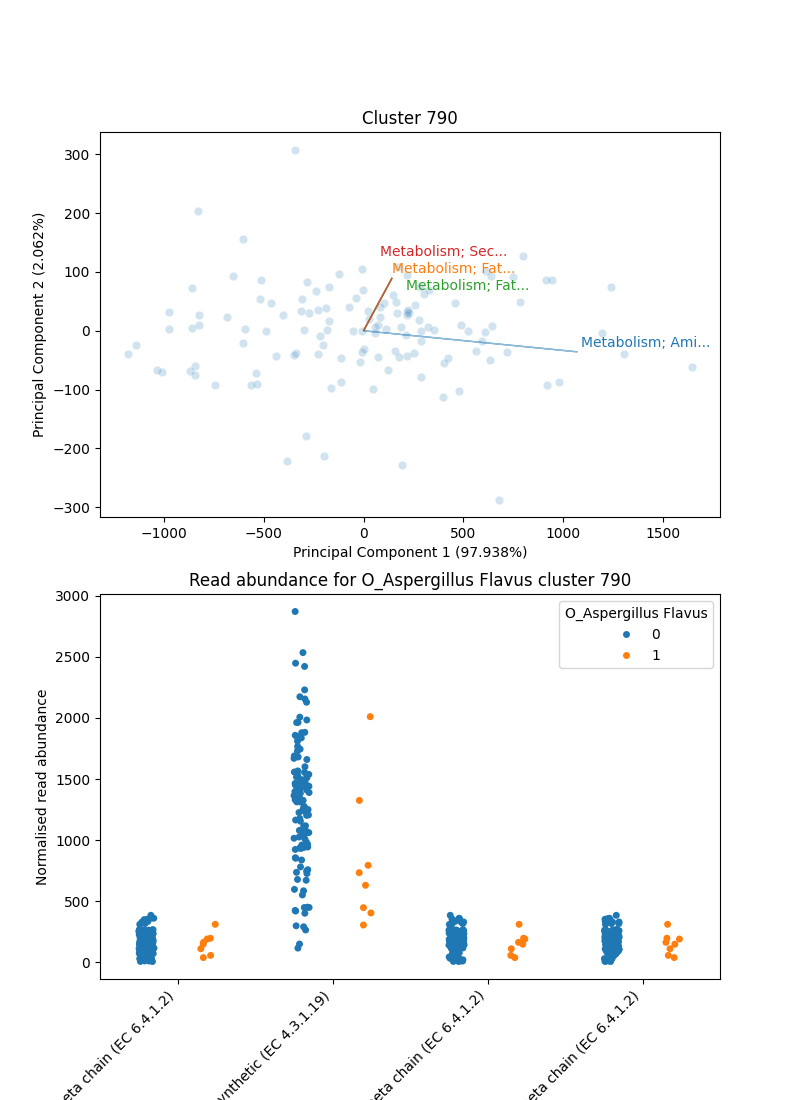 Cluster 790
300
200
100
0
−100
−200
−300
Principal Component 2 (2.062%)
Metabolism; Sec...
Metabolism; Fat...
Metabolism; Fat...
Metabolism; Ami...
−1000
−500
0
500
1000
1500
Principal Component 1 (97.938%)
Read abundance for O_Aspergillus Flavus cluster 790
3000
2500
2000
1500
1000
500
0
Normalised read abundance
O_Aspergillus Flavus
0
1
chain (EC 6.4.1.2)
(EC 4.3.1.19)
chain (EC 6.4.1.2)
chain (EC 6.4.1.2)